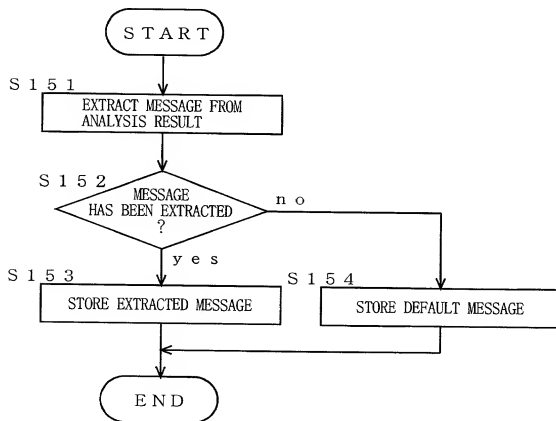 START
S151
EXTRACT MESSAGE FROM
ANALYSIS RESULT
S152
MESSAGE
HAS BEEN EXTRACTED
?
no
yes
S153
STORE EXTRACTED MESSAGE
S154
STORE DEFAULT MESSAGE
END